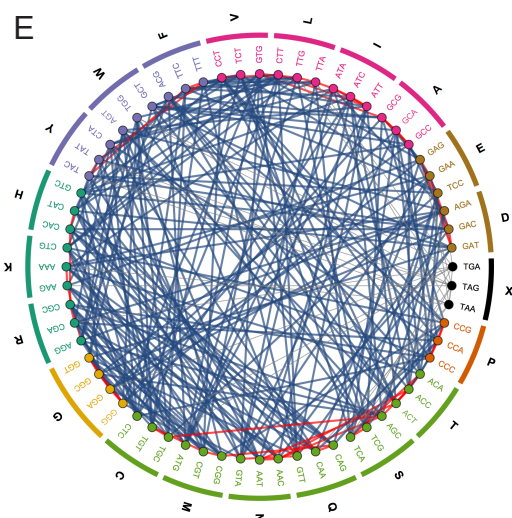 E
V
L
I
A
E
D
X
P
T
S
Q
M
C
G
R
K
H
Y
W
F
CCT
TCT
GTG
CTT
TTG
TTA
ATA
ATC
ATT
GCG
GCA
GCC
GAG
GAA
TCC
AGA
GAC
GAT
TGA
TAG
TAA
CCG
CCA
CCC
ACA
ACC
ACT
AGC
TCG
TCA
CAG
CAA
GTT
AAC
AAT
GTA
CGG
CGT
ATG
TGC
TGT
CTC
GGG
GGA
GGC
GGT
AGG
CGA
CGC
AAG
AAA
CTG
CAC
CAT
GTC
TAC
TAT
CTA
AGT
TGG
GCT
ACG
TTC
TTT